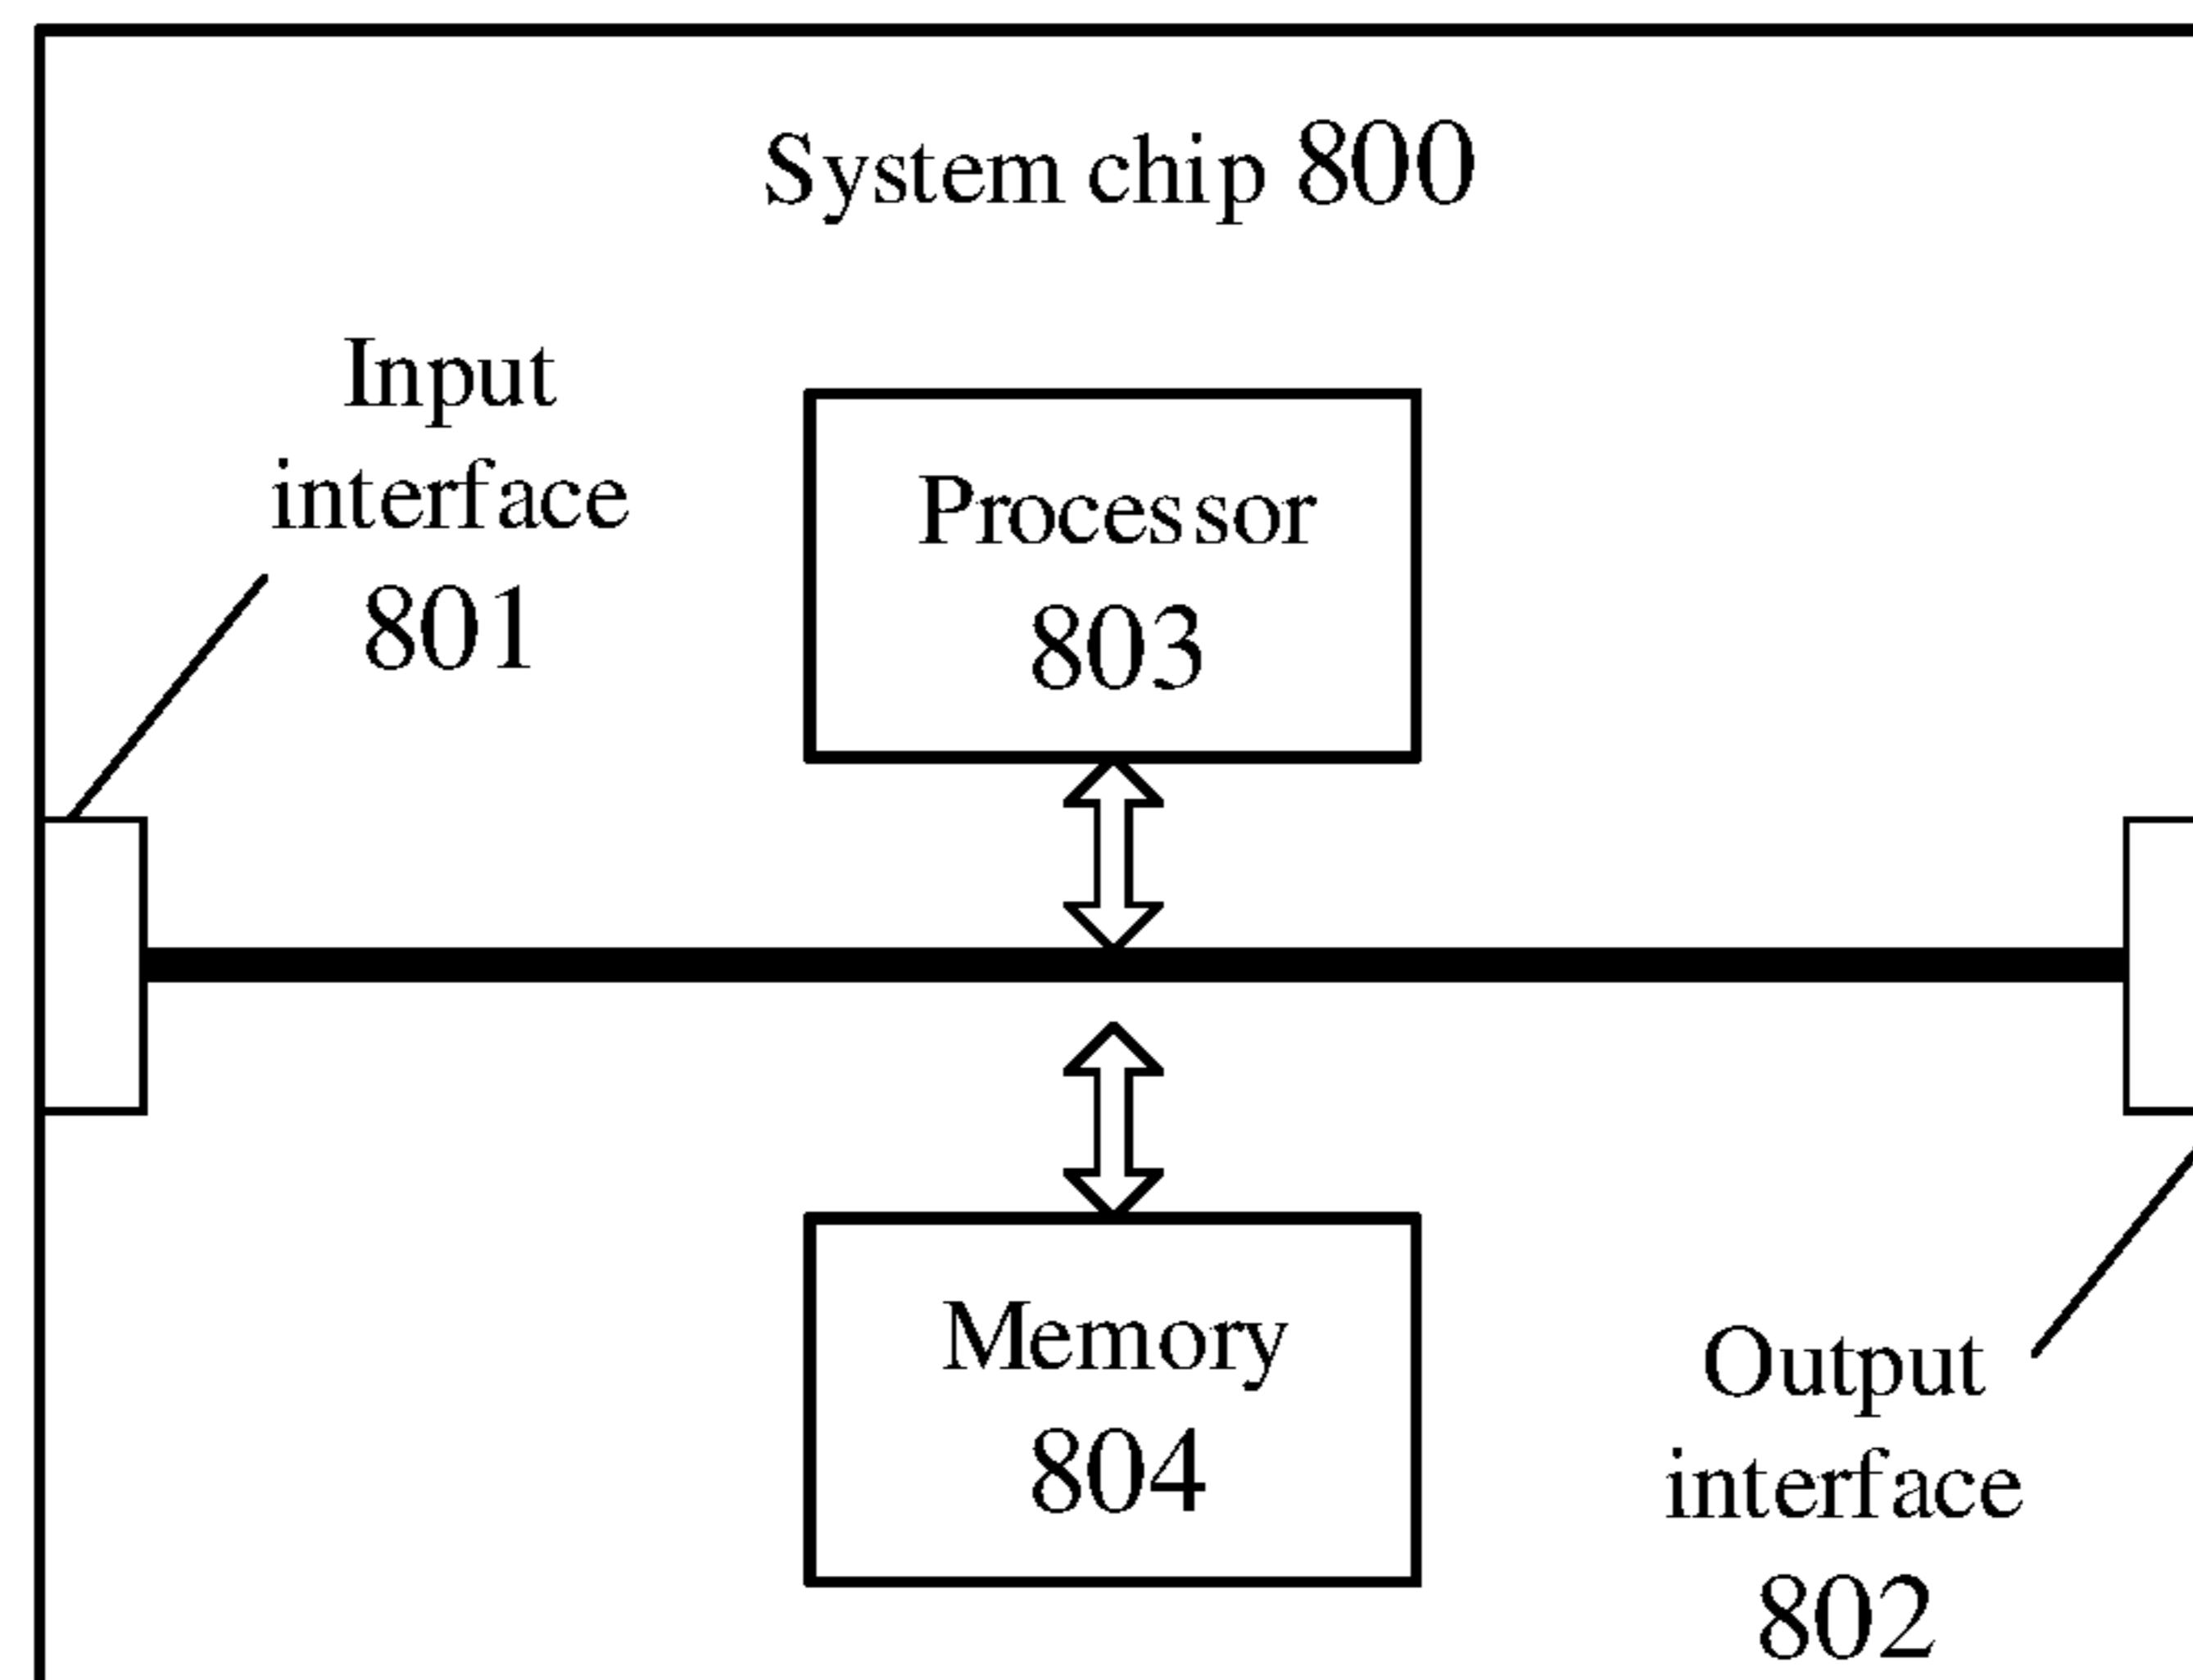 System chip 800
Input
interface
801
Processor
803
Memory
804
Output
interface
802